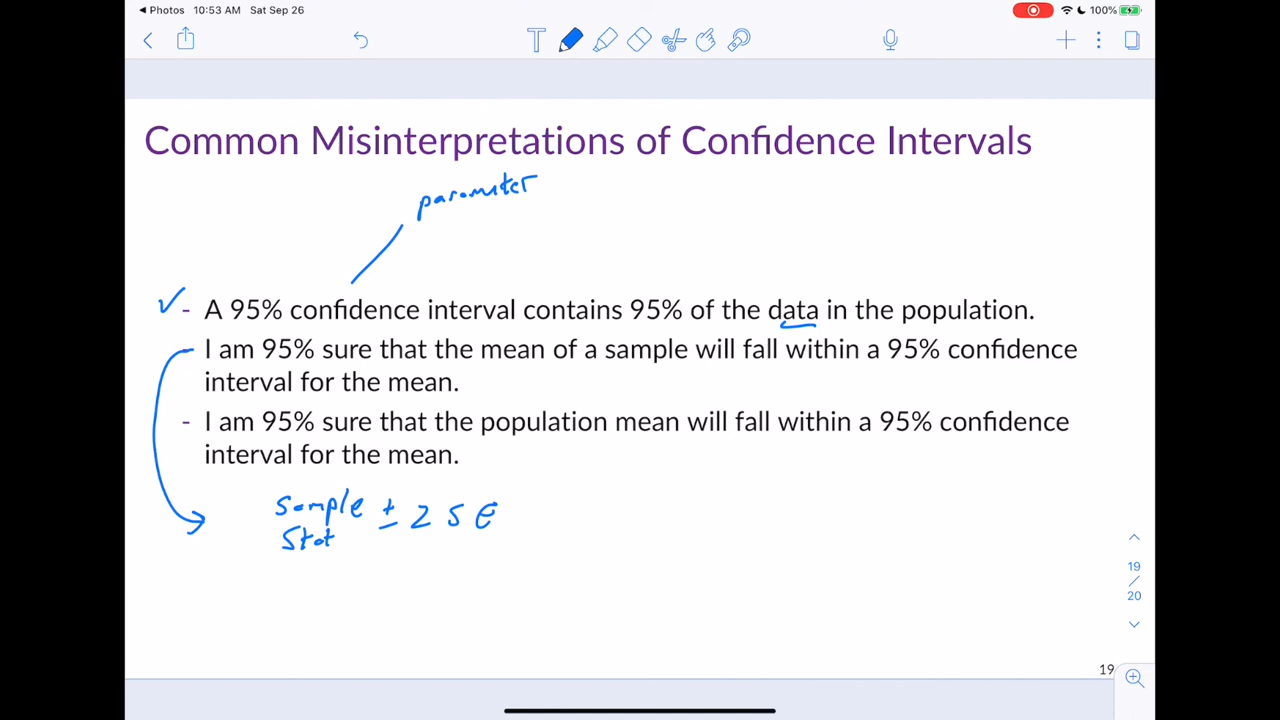 Photos 10:53 AM Sat Sep 26 100%
T
Common Misinterpretations of Confidence Intervals
parameter
- A 95% confidence interval contains 95% of the data in the population.
I am 95% sure that the mean of a sample will fall within a 95% confidence
interval for the mean.
- I am 95% sure that the population mean will fall within a 95% confidence
interval for the mean.
Sample ± 2 SE
Stat
19
/
20
19